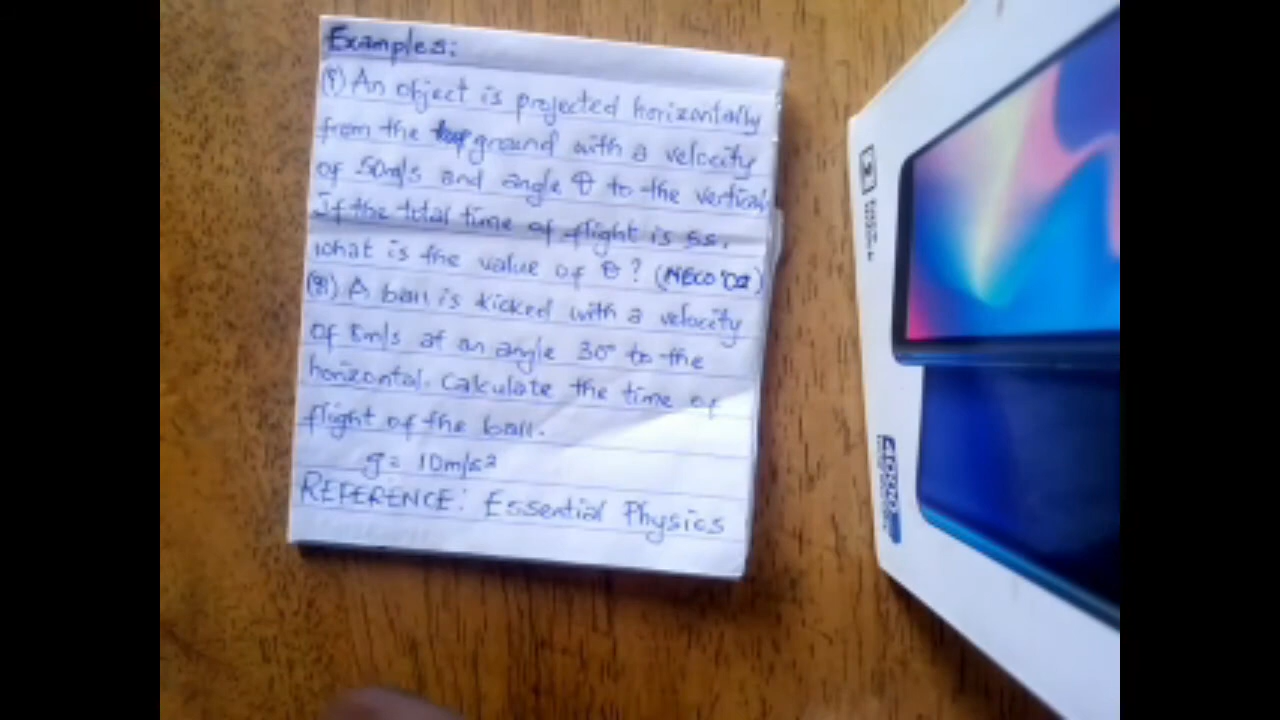 Examples:
(i) An object is projected horizontally
from the ground with a velocity
of 50m/s and angle θ to the vertical
If the total time of flight is 5s,
what is the value of θ? (NECO '02)
(ii) A ball is kicked with a velocity
of 8m/s at an angle 30° to the
horizontal. Calculate the time of
flight of the ball.
g = 10m/s2
REFERENCE: Essential Physics